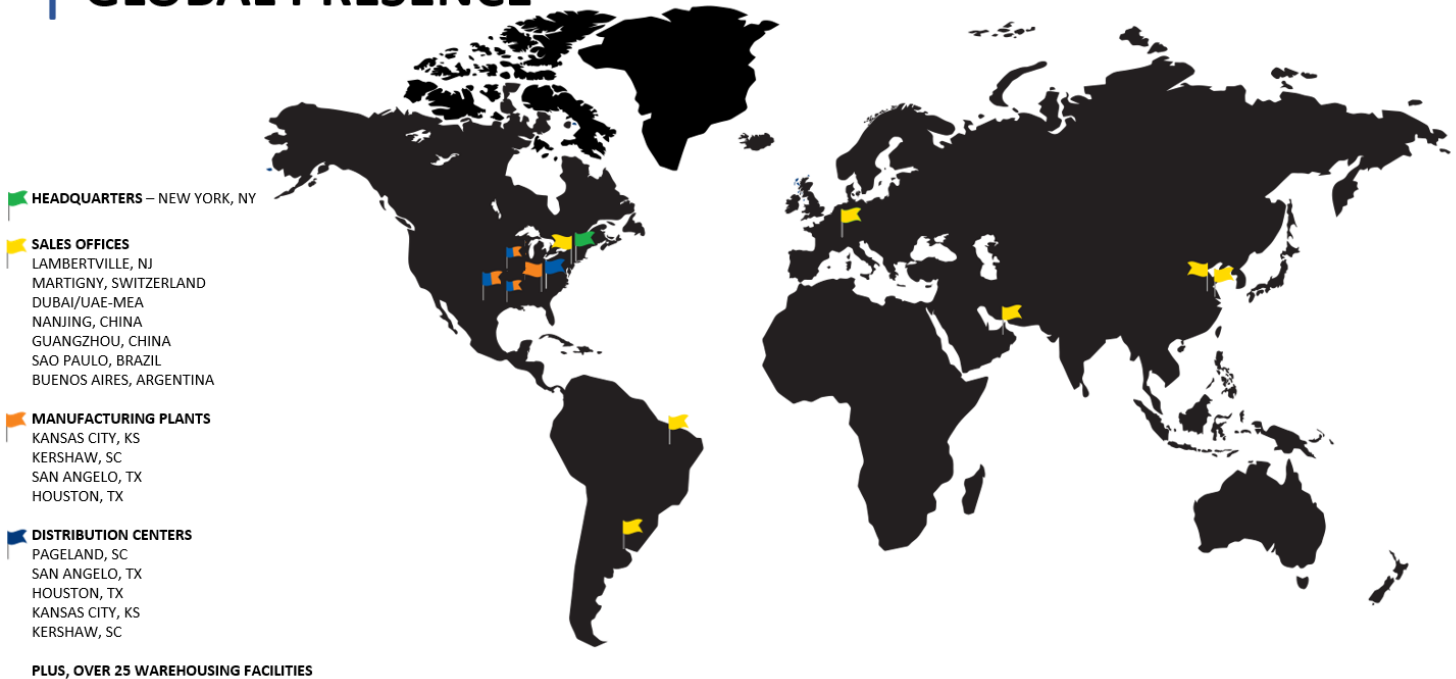 GLOBAL PRESENCE
HEADQUARTERS – NEW YORK, NY
SALES OFFICES
LAMBERTVILLE, NJ
MARTIGNY, SWITZERLAND
DUBAI/UAE-MEA
NANJING, CHINA
GUANGZHOU, CHINA
SAO PAULO, BRAZIL
BUENOS AIRES, ARGENTINA
MANUFACTURING PLANTS
KANSAS CITY, KS
KERSHAW, SC
SAN ANGELO, TX
HOUSTON, TX
DISTRIBUTION CENTERS
PAGELAND, SC
SAN ANGELO, TX
HOUSTON, TX
KANSAS CITY, KS
KERSHAW, SC
PLUS, OVER 25 WAREHOUSING FACILITIES